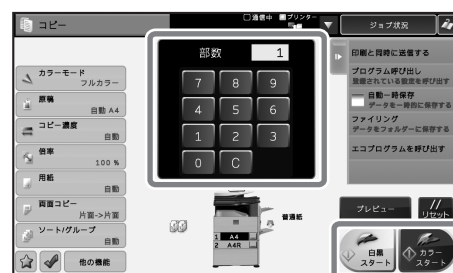 コピー
通信中
プリンター
ジョブ状況
カラーモード
フルカラー
原稿
自動 A4
コピー濃度
自動
倍率
100 %
用紙
自動
両面コピー
片面->片面
ソート/グループ
自動
他の機能
部数 1
7 8 9
4 5 6
1 2 3
0 C
普通紙
1 A4
2 A4R
印刷と同時に送信する
プログラム呼び出し
登録されている設定を呼び出す
自動一時保存
データを一時的に保存する
ファイリング
データをフォルダーに保存する
エコプログラムを呼び出す
プレビュー
リセット
白黒
スタート
カラー
スタート